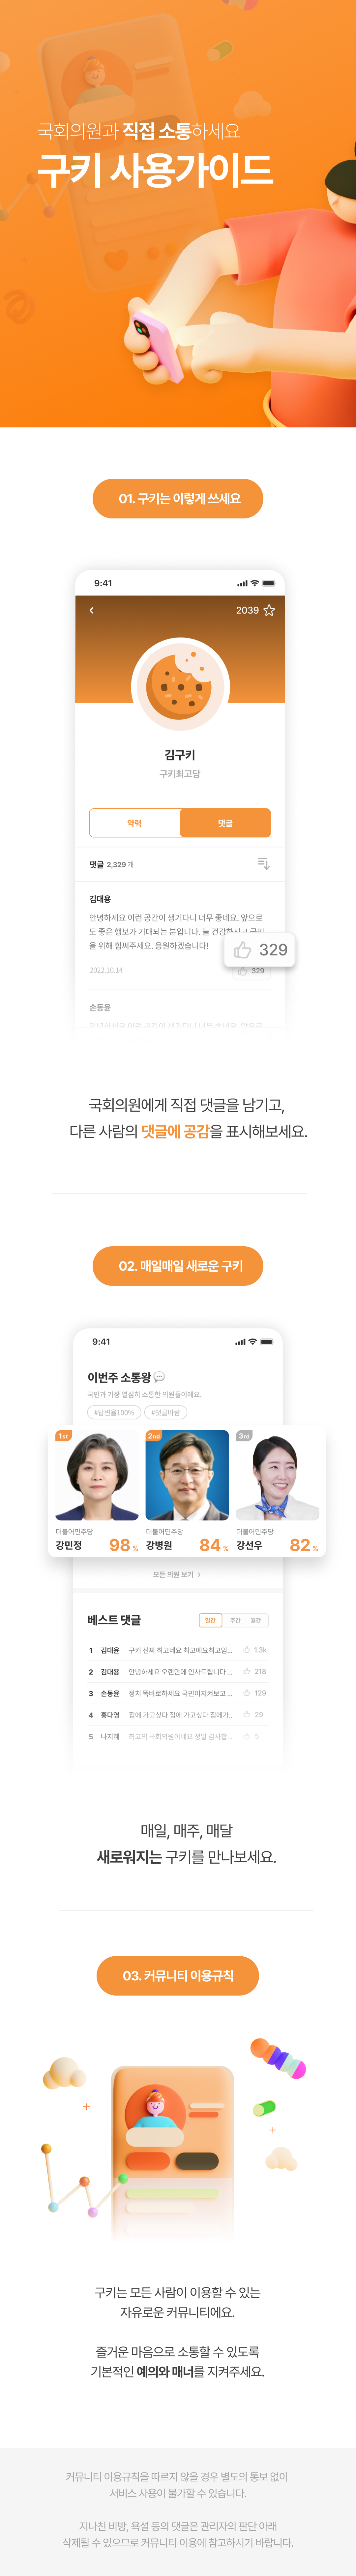 국회의원과 직접 소통하세요
구키 사용가이드
01. 구키는 이렇게 쓰세요
9:41
2039
김구키
구키최고당
약력
댓글
댓글 2,329 개
김대용
안녕하세요 이런 공간이 생기다니 너무 좋네요. 앞으로
도 좋은 행보가 기대되는 분입니다. 늘 건강하시고 국민
을 위해 힘써주세요. 응원하겠습니다!
329
2022.10.14
329
손동윤
국회의원에게 직접 댓글을 남기고,
다른 사람의 댓글에 공감을 표시해보세요.
02. 매일매일 새로운 구키
9:41
이번주 소통왕
국민과 가장 열심히 소통한 의원들이에요.
#답변율100% #댓글바람
1st
2nd
3rd
더불어민주당
강민정 98 %
더불어민주당
강병원 84 %
더불어민주당
강선우 82 %
모든 의원 보기 >
베스트 댓글
일간 주간 월간
1 김대윤 구키 진짜 최고네요 최고예요최고임... 1.3k
2 김대용 안녕하세요 오랜만에 인사드립니다 ... 218
3 손동윤 정치 똑바로하세요 국민이지켜보고 ... 129
4 홍다영 집에 가고싶다 집에 가고싶다 집에가.. 29
5 나지혜 최고의 국회의원이네요 정말 감사합... 5
매일, 매주, 매달
새로워지는 구키를 만나보세요.
03. 커뮤니티 이용규칙
구키는 모든 사람이 이용할 수 있는
자유로운 커뮤니티에요.
즐거운 마음으로 소통할 수 있도록
기본적인 예의와 매너를 지켜주세요.
커뮤니티 이용규칙을 따르지 않을 경우 별도의 통보 없이
서비스 사용이 불가할 수 있습니다.
지나친 비방, 욕설 등의 댓글은 관리자의 판단 아래
삭제될 수 있으므로 커뮤니티 이용에 참고하시기 바랍니다.